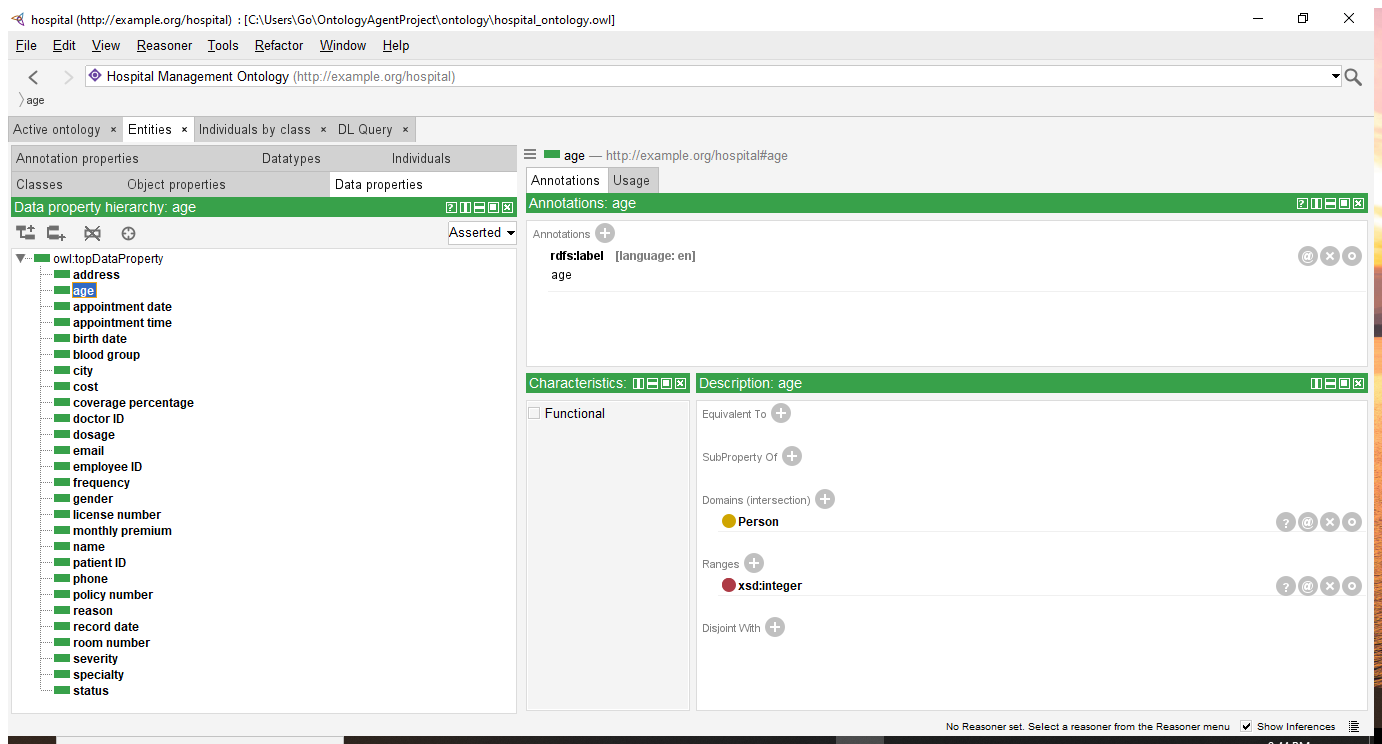 hospital (http://example.org/hospital) : [C:\Users\Go\OntologyAgentProject\ontology\hospital_ontology.owl]
File Edit View Reasoner Tools Refactor Window Help
Hospital Management Ontology (http://example.org/hospital)
age
Active ontology × Entities × Individuals by class × DL Query ×
Annotation properties Datatypes Individuals
Classes Object properties Data properties
Data property hierarchy: age
Asserted
owl:topDataProperty
address
age
appointment date
appointment time
birth date
blood group
city
cost
coverage percentage
doctor ID
dosage
email
employee ID
frequency
gender
license number
monthly premium
name
patient ID
phone
policy number
reason
record date
room number
severity
specialty
status
age — http://example.org/hospital#age
Annotations Usage
Annotations: age
Annotations
rdfs:label [language: en]
age
Characteristics:
Functional
Description: age
Equivalent To
SubProperty Of
Domains (intersection)
Person
Ranges
xsd:integer
Disjoint With
No Reasoner set. Select a reasoner from the Reasoner menu Show Inferences